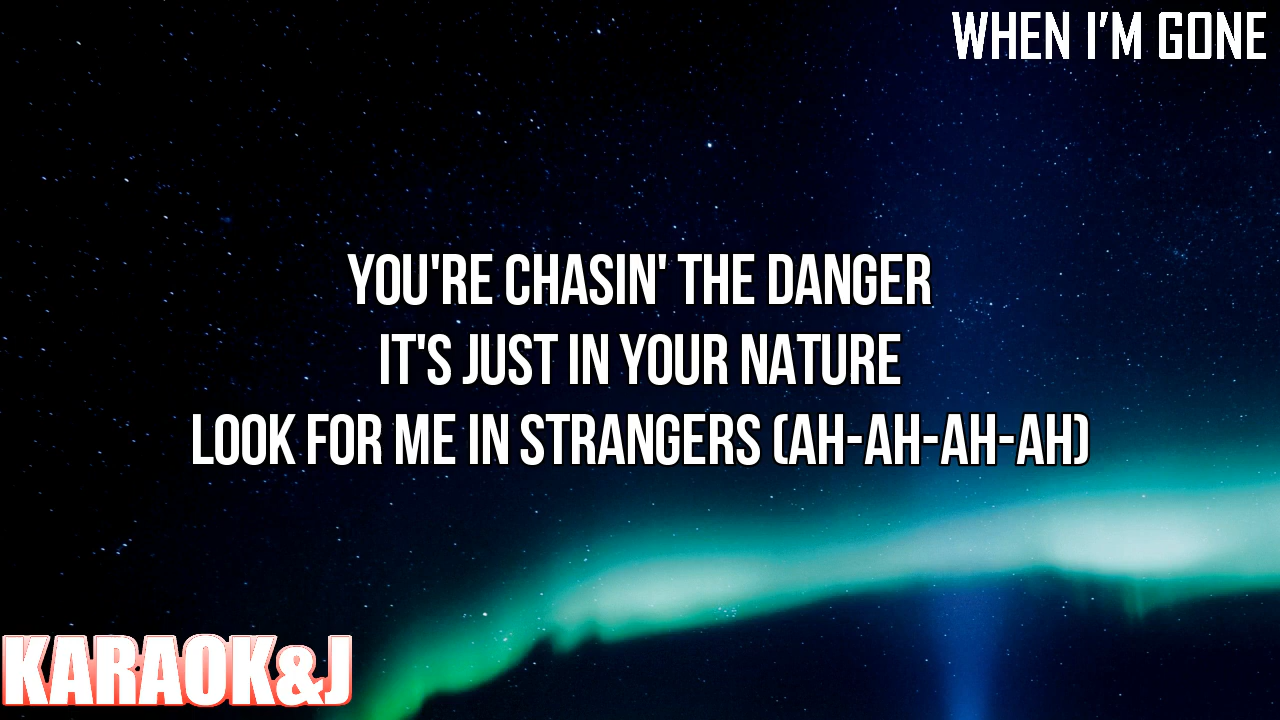 WHEN I'M GONE
YOU'RE CHASIN' THE DANGER
IT'S JUST IN YOUR NATURE
LOOK FOR ME IN STRANGERS (AH-AH-AH-AH)
KARAOK&J